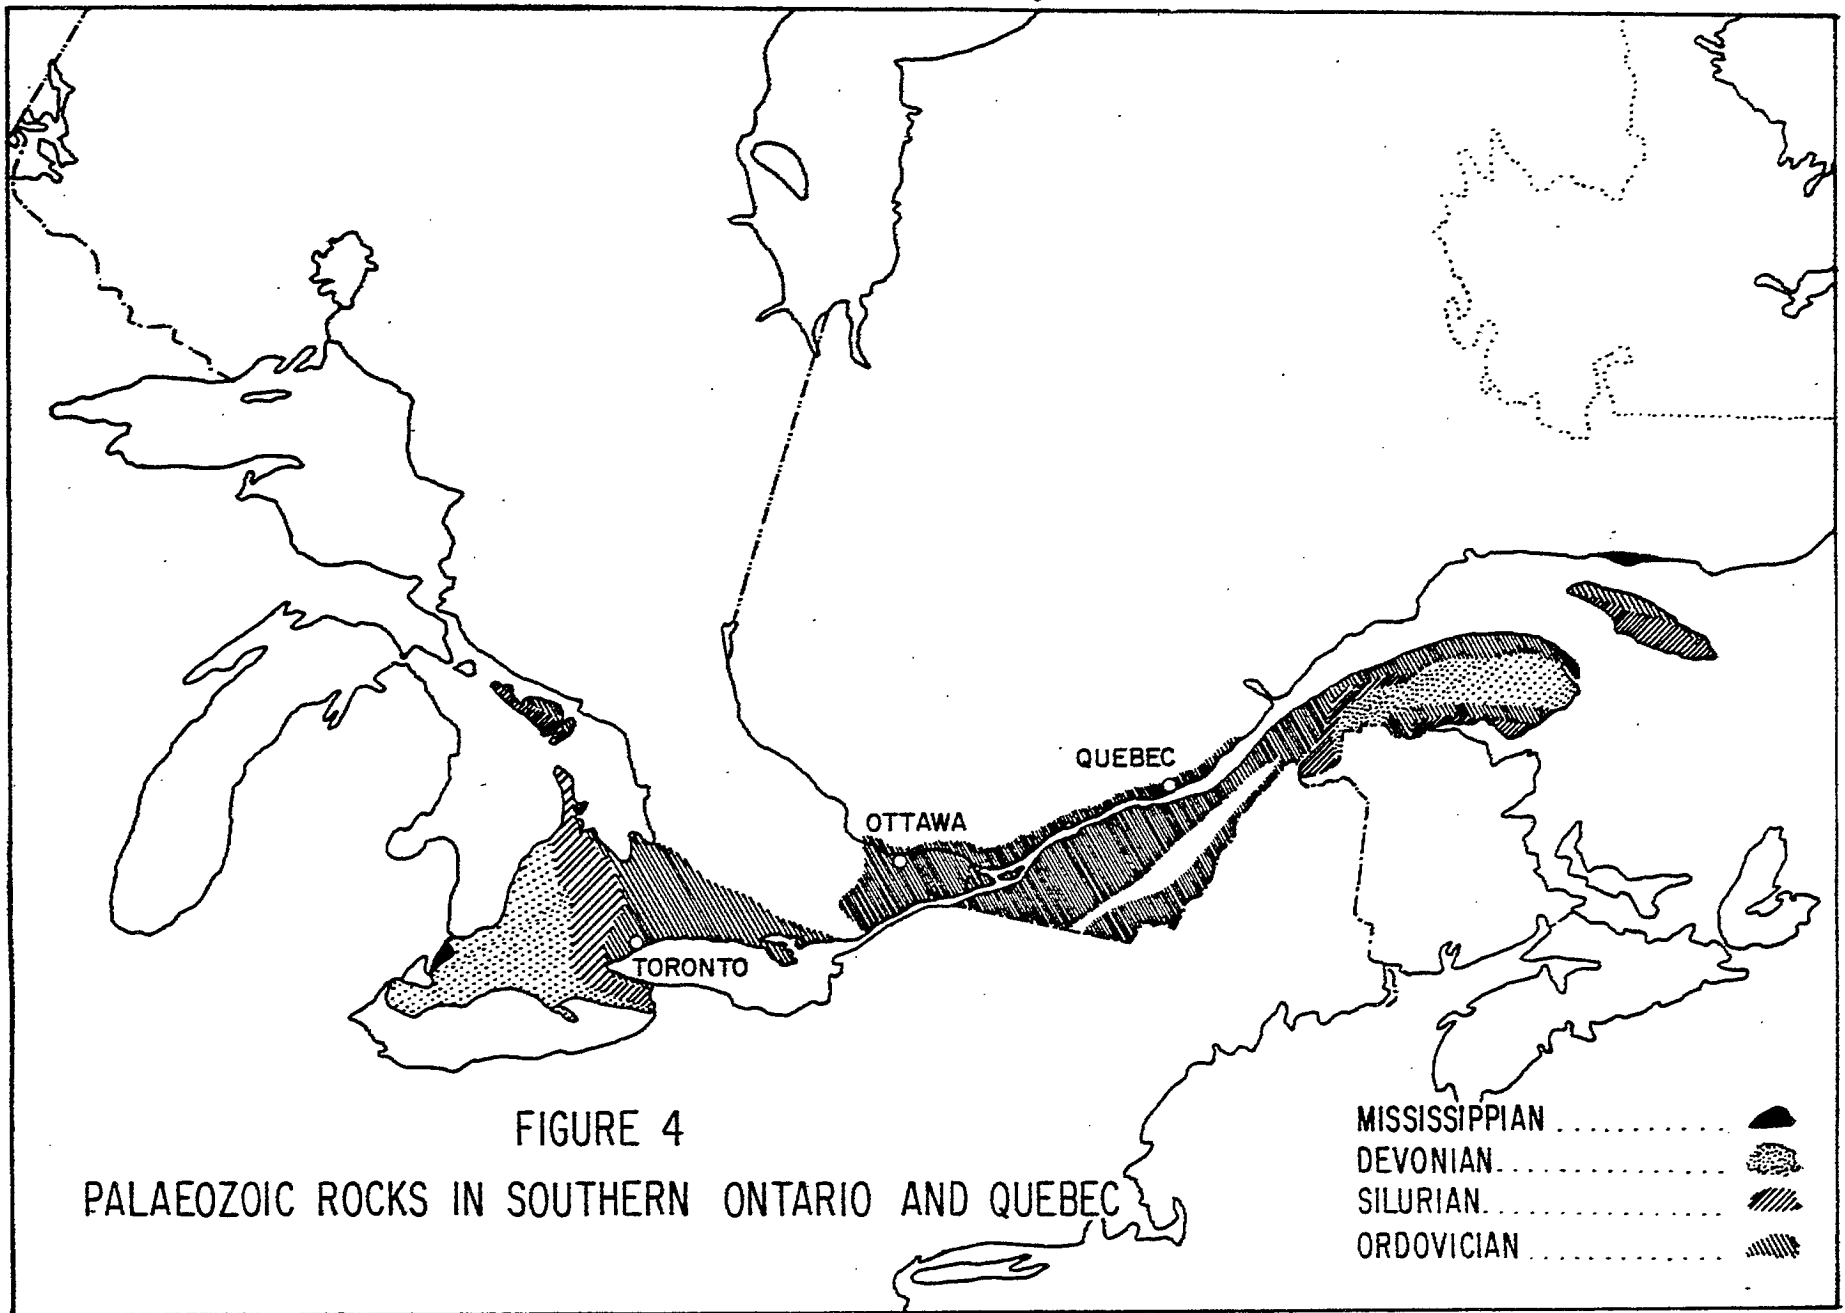 QUEBEC
OTTAWA
TORONTO
FIGURE 4
PALAEOZOIC ROCKS IN SOUTHERN ONTARIO AND QUEBEC
MISSISSIPPIAN ...........
DEVONIAN..............
SILURIAN...............
ORDOVICIAN .............